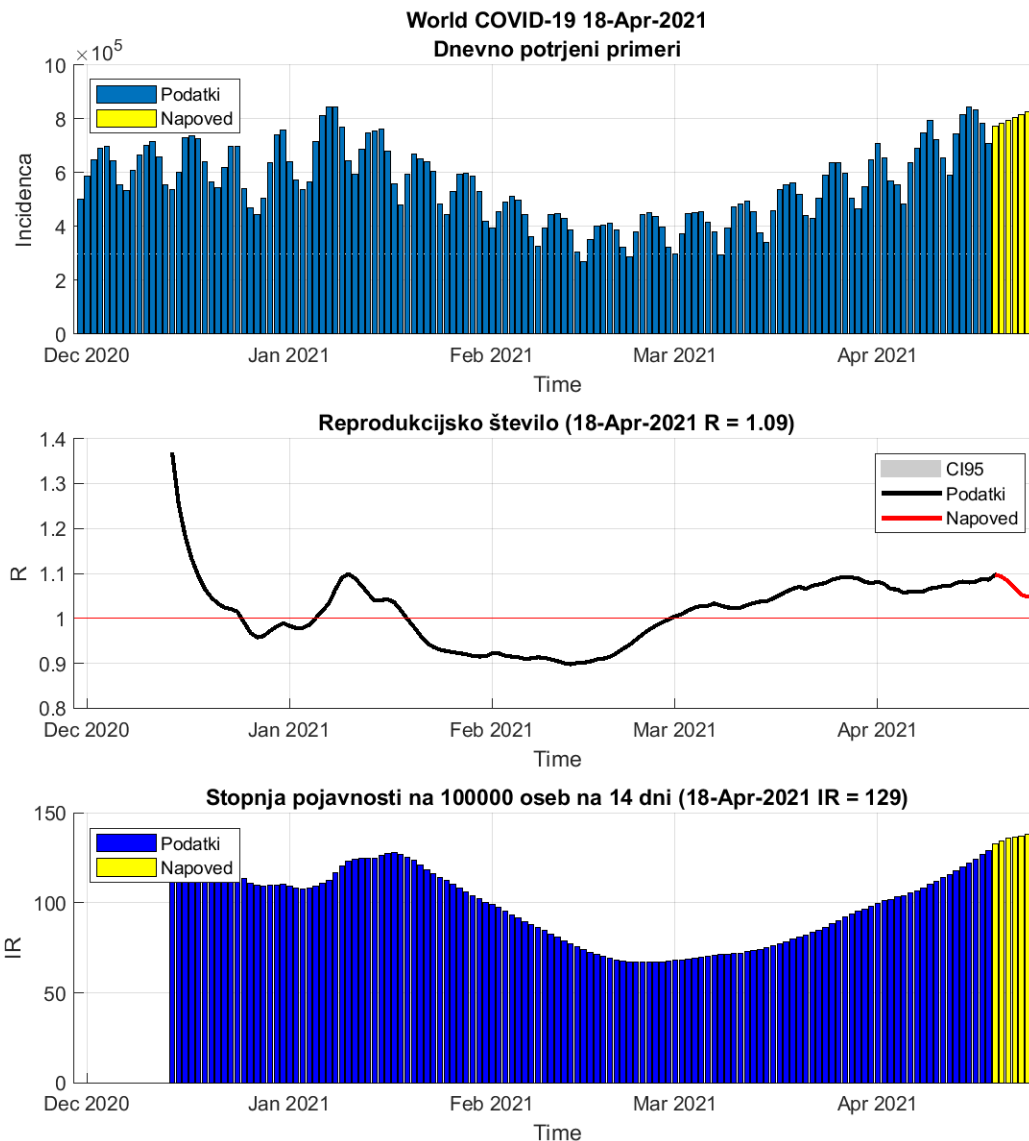 World COVID-19 18-Apr-2021
Dnevno potrjeni primeri
×10^5
10
8
6
4
2
0
Incidenca
Podatki
Napoved
Dec 2020 Jan 2021 Feb 2021 Mar 2021 Apr 2021
Time
Reprodukcijsko število (18-Apr-2021 R = 1.09)
1.4
1.3
1.2
1.1
1
0.9
0.8
R
CI95
Podatki
Napoved
Dec 2020 Jan 2021 Feb 2021 Mar 2021 Apr 2021
Time
Stopnja pojavnosti na 100000 oseb na 14 dni (18-Apr-2021 IR = 129)
150
100
50
0
IR
Podatki
Napoved
Dec 2020 Jan 2021 Feb 2021 Mar 2021 Apr 2021
Time